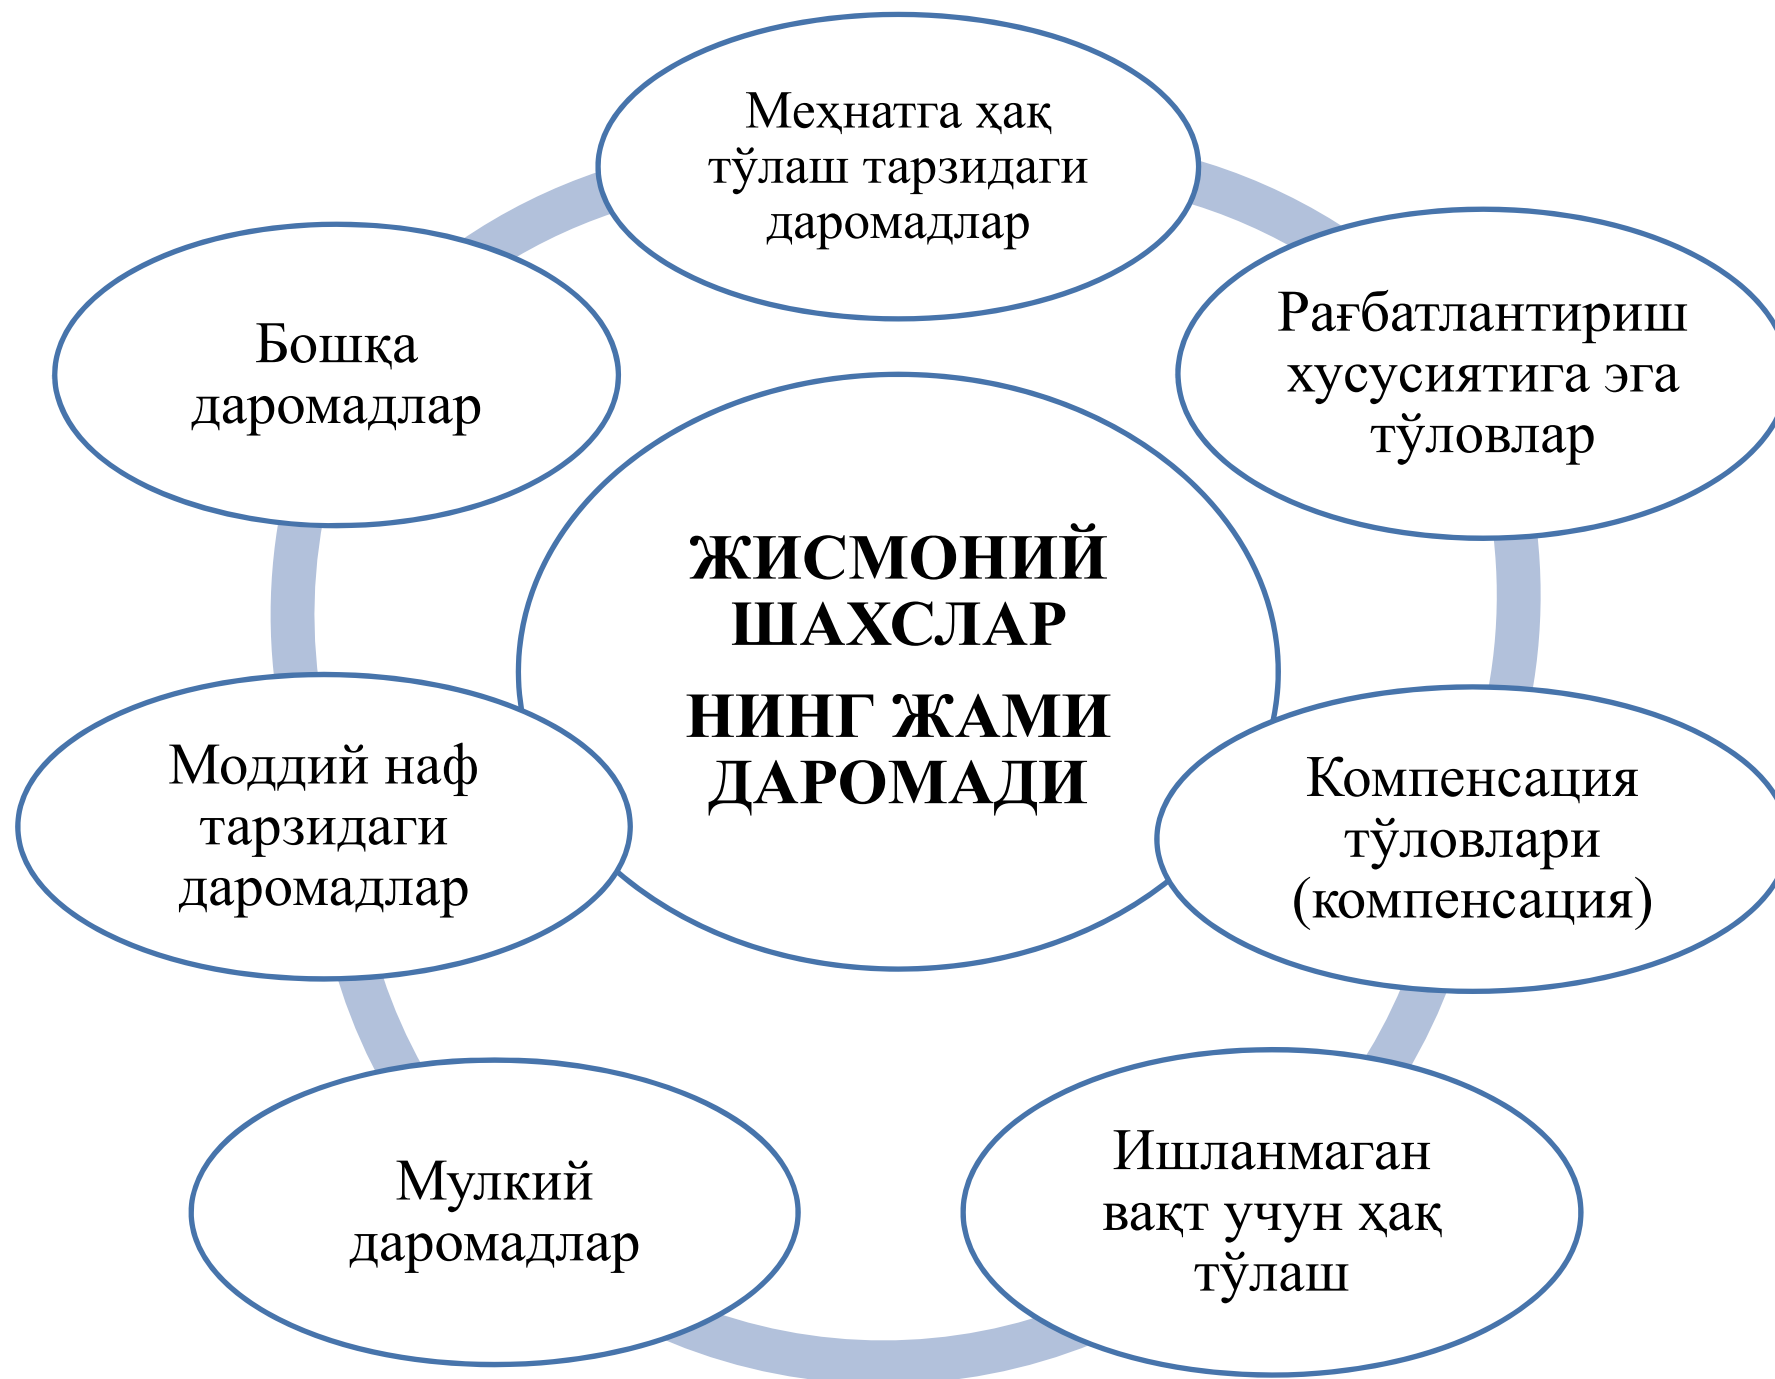 Меҳнатга ҳақ
тўлаш тарзидаги
даромадлар
Рағбатлантириш
хусусиятига эга
тўловлар
Компенсация
тўловлари
(компенсация)
Ишланмаган
вақт учун ҳақ
тўлаш
Мулкий
даромадлар
Моддий наф
тарзидаги
даромадлар
Бошқа
даромадлар
ЖИСМОНИЙ
ШАХСЛАР
НИНГ ЖАМИ
ДАРОМАДИ